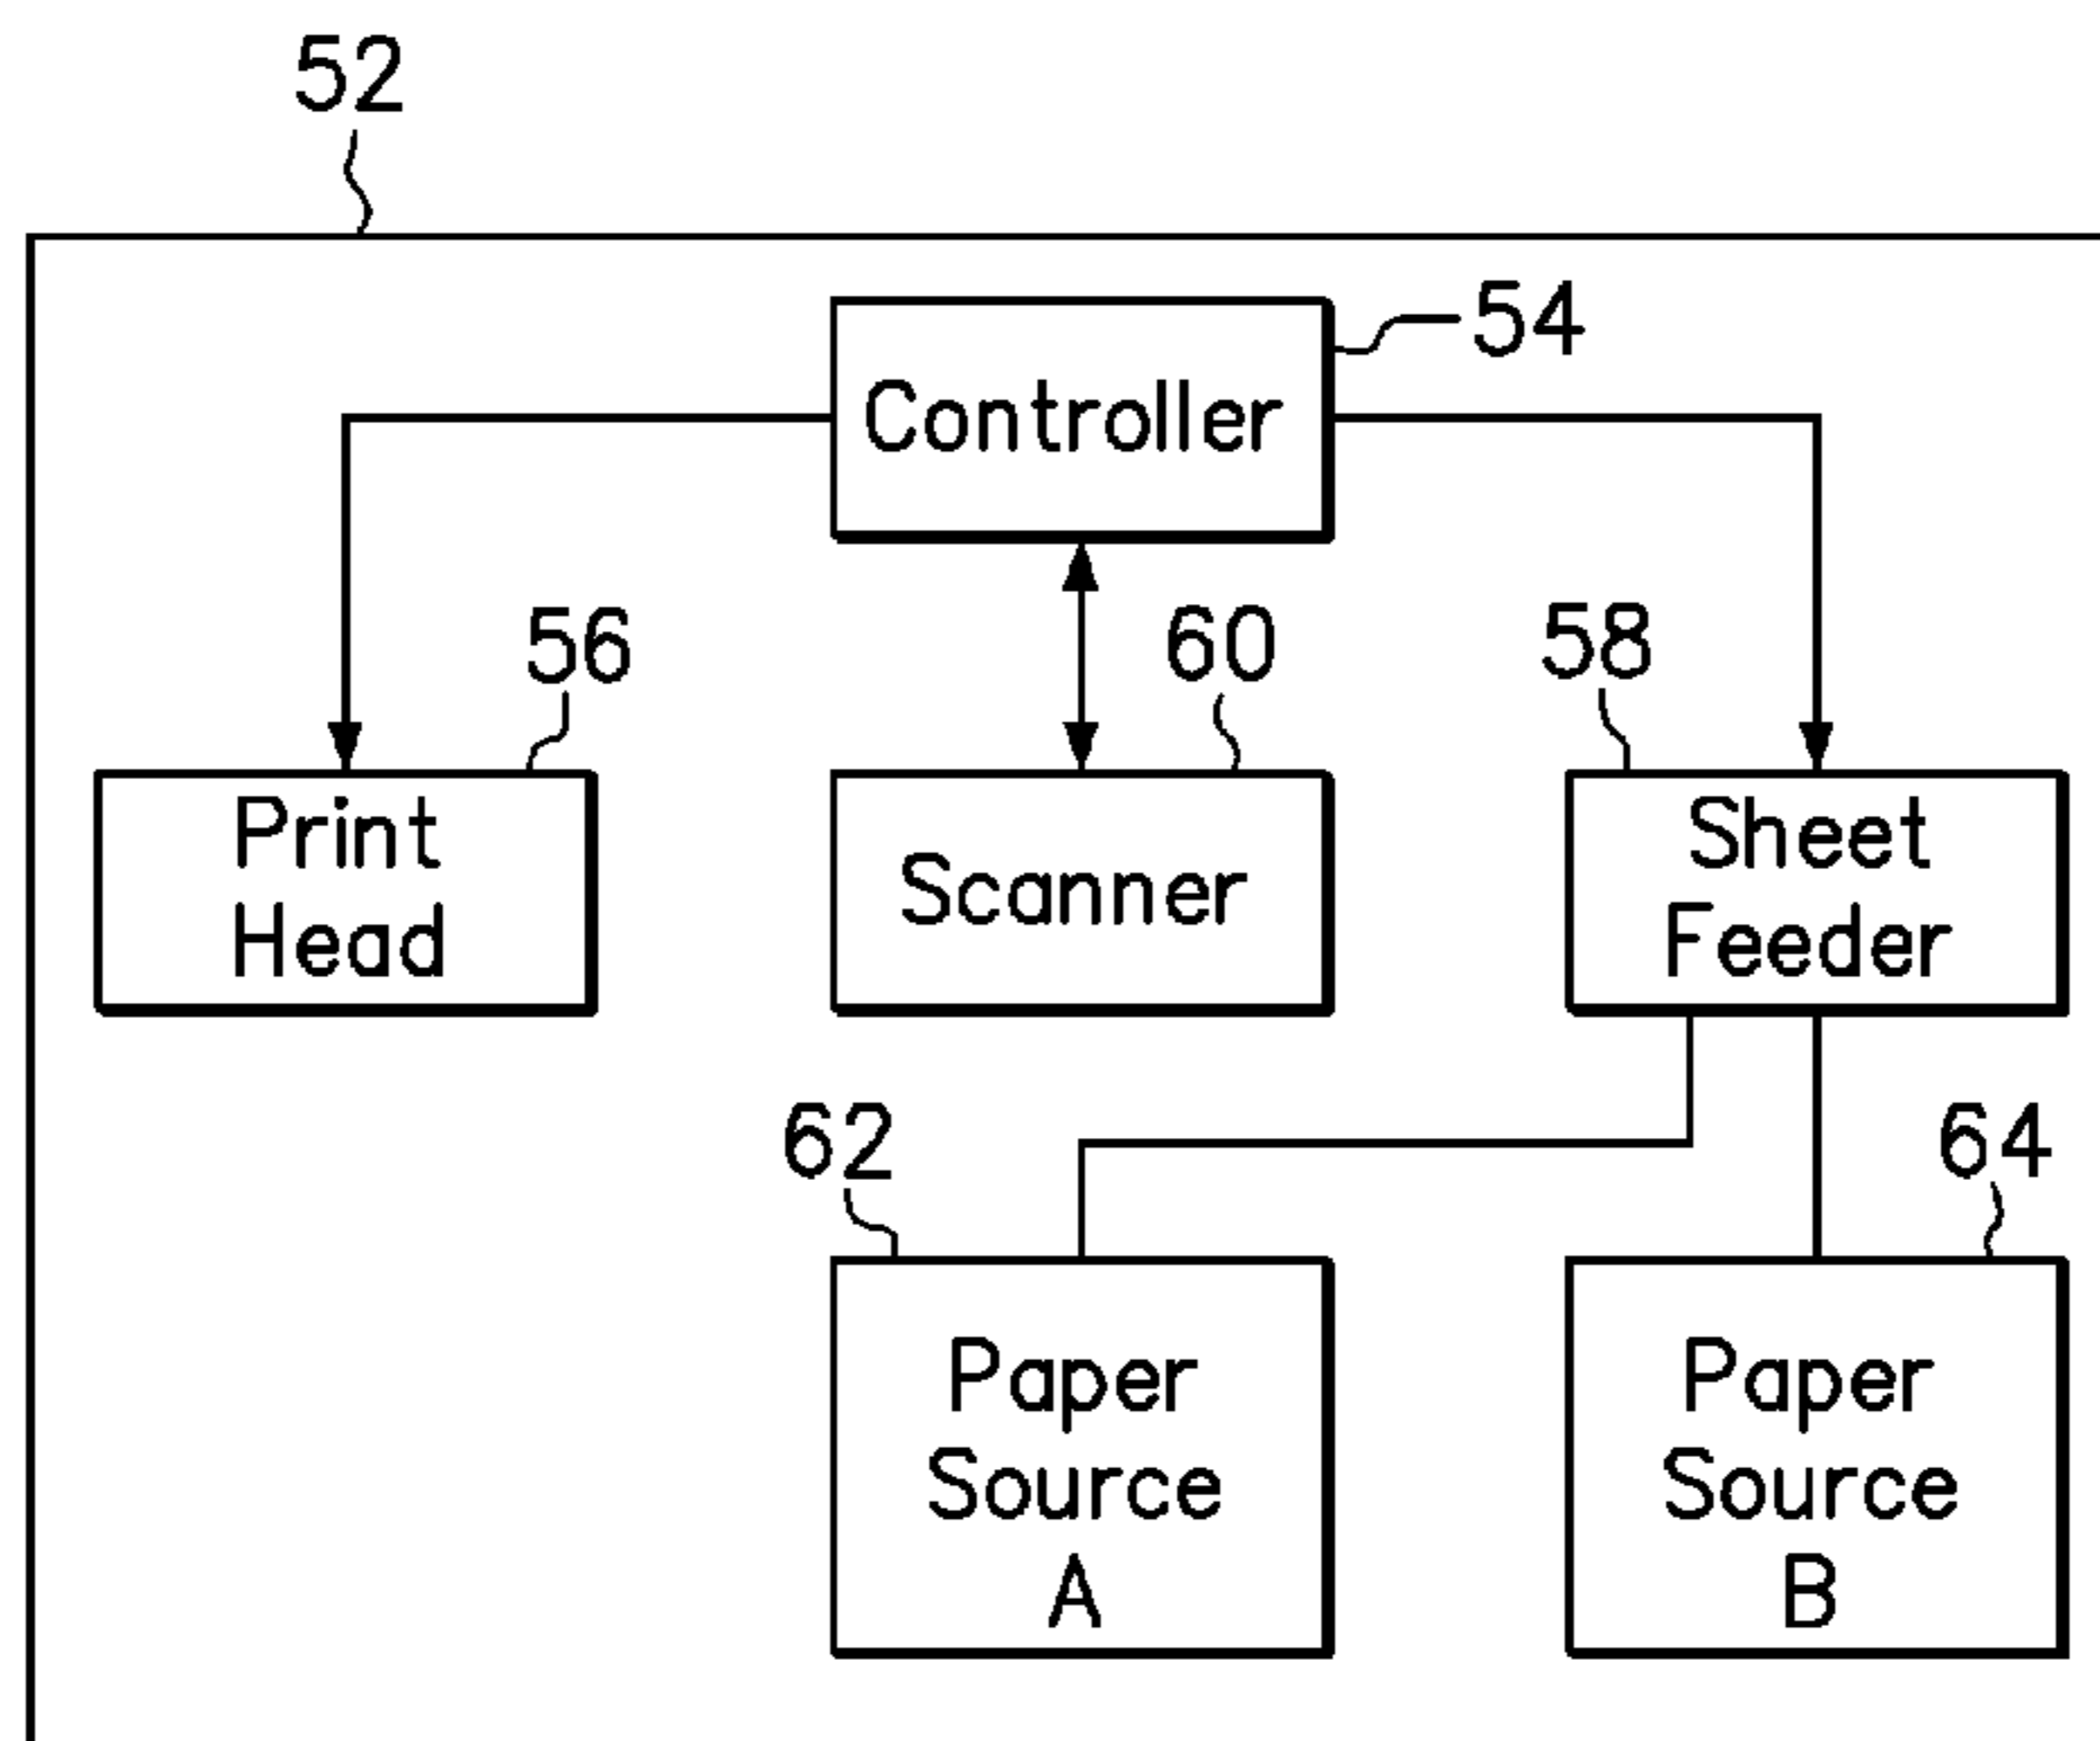 52
54
Controller
56
60
58
Print
Head
Scanner
Sheet
Feeder
62
64
Paper
Source
A
Paper
Source
B